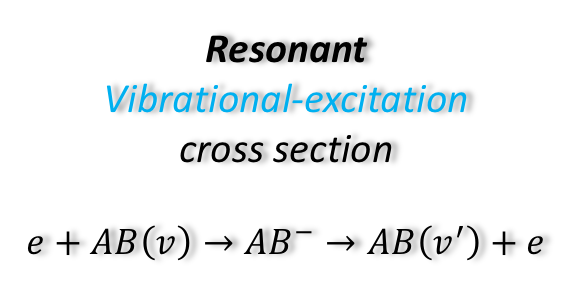 Resonant
Vibrational-excitation
cross section
e + AB(v) → AB⁻ → AB(v′) + e